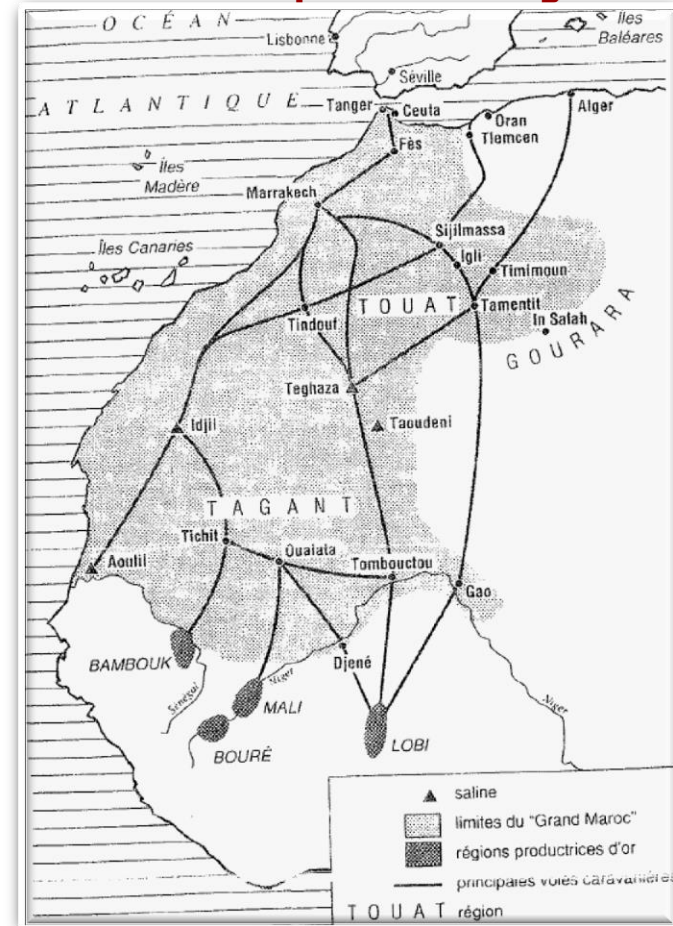 OCÉAN
Lisbonne
Îles
Baléares
Séville
ATLANTIQUE
Tanger
Ceuta
Oran
Alger
Tlemcen
Fès
Îles
Madère
Marrakech
Sijilmassa
Îles Canaries
Igli
Timimoun
TOUAT
Tamentit
Tindouf
In Salah
GOURARA
Teghaza
Idjil
Taoudeni
TAGANT
Tichit
Oualata
Tombouctou
Aoulil
Gao
Djené
BAMBOUK
Niger
Sénégal
MALI
Niger
BOURÉ
LOBI
saline
limites du "Grand Maroc"
régions productrices d'or
principales voies caravanières
TOUAT région